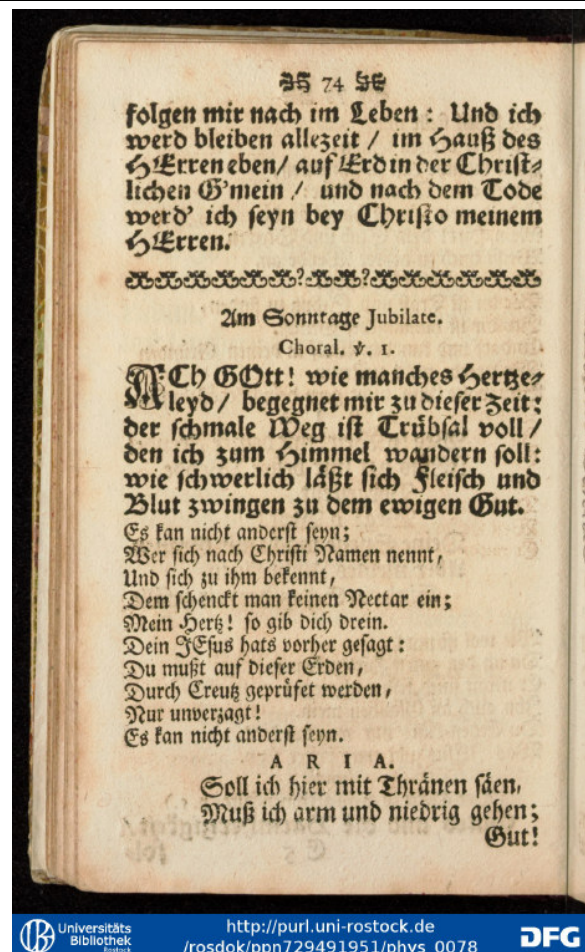 74
folgen mir nach im Leben: Und ich
werd bleiben allezeit / im Hauß des
HErren eben/ auf Erd in der Christ⸗
lichen G'mein / und nach dem Tode
werd' ich seyn bey Christo meinem
HErren.
Am Sonntage Jubilate.
Choral. v. 1.
ACh GOtt! wie manches Hertze⸗
leyd / begegnet mir zu dieser Zeit:
der schmale Weg ist Trübsal voll /
den ich zum Himmel wandern soll:
wie schwerlich läßt sich Fleisch und
Blut zwingen zu dem ewigen Gut.
Es kan nicht anderst seyn;
Wer sich nach Christi Namen nennt,
Und sich zu ihm bekennt,
Dem schenckt man keinen Nectar ein;
Mein Hertz! so gib dich drein.
Dein JEsus hats vorher gesagt:
Du mußt auf dieser Erden,
Durch Creutz geprüfet werden,
Nur unverzagt!
Es kan nicht anderst seyn.
ARIA.
Soll ich hier mit Thränen säen,
Muß ich arm und niedrig gehen;
Gut!
Universitäts
Bibliothek
Rostock
http://purl.uni-rostock.de
/rosdok/ppn729491951/phys_0078
DFG